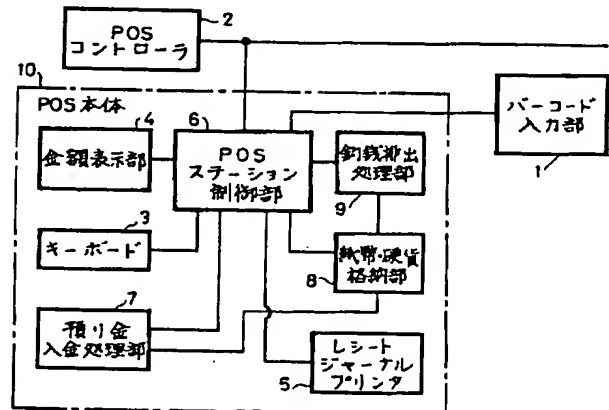 2
POS
コントローラ
10
POS本体
4
金額表示部
6
POS
ステーション
制御部
バーコード
入力部
1
釣銭排出
処理部
9
3
キーボード
紙幣・硬貨
格納部
8
7
預り金
入金処理部
レシート
ジャーナル
プリンタ
5